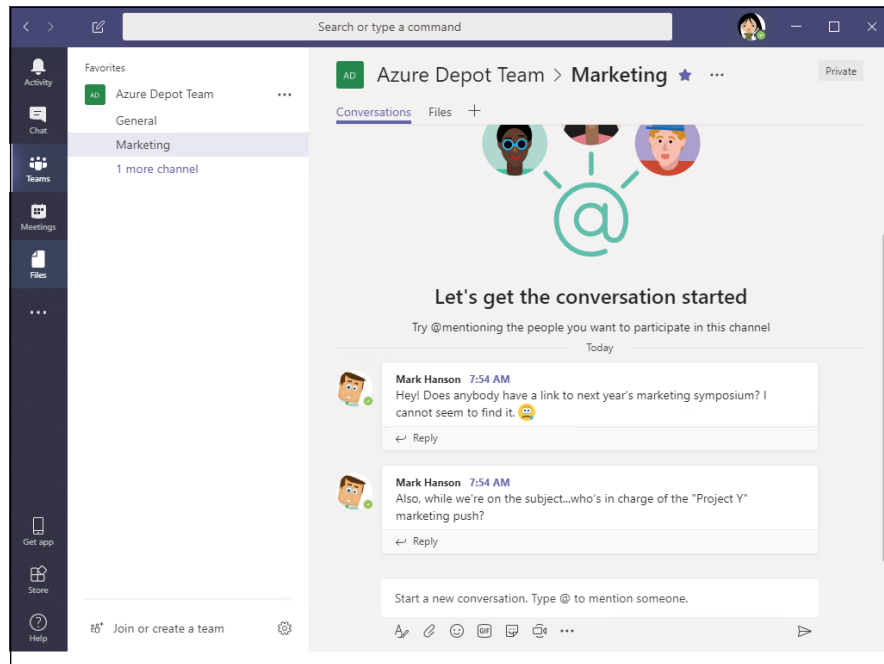 Search or type a command
Activity
Chat
Teams
Meetings
Files
Get app
Store
Help
Favorites
AD Azure Depot Team
General
Marketing
1 more channel
Join or create a team
AD Azure Depot Team > Marketing
Private
Conversations Files
@
Let's get the conversation started
Try @mentioning the people you want to participate in this channel
Today
Mark Hanson 7:54 AM
Hey! Does anybody have a link to next year's marketing symposium? I
cannot seem to find it.
Reply
Mark Hanson 7:54 AM
Also, while we're on the subject...who's in charge of the "Project Y"
marketing push?
Reply
Start a new conversation. Type @ to mention someone.
GIF